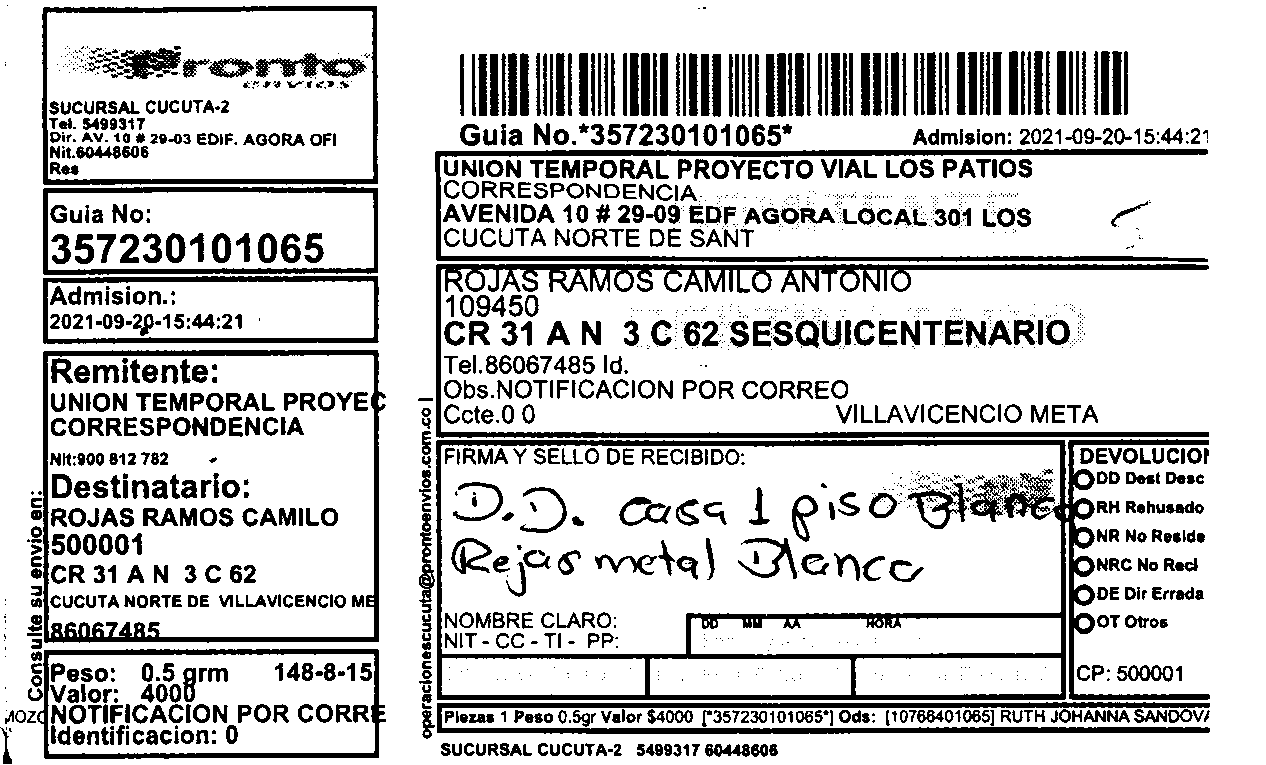 Pronto
envios
SUCURSAL CUCUTA-2
Tel. 5499317
Dir. AV. 10 # 29-03 EDIF. AGORA OFI
Nit.60448606
Res
Guia No:
357230101065
Admision.:
2021-09-20-15:44:21
Remitente:
UNION TEMPORAL PROYEC
CORRESPONDENCIA
Nit:900 812 782
Destinatario:
ROJAS RAMOS CAMILO
500001
CR 31 A N 3 C 62
CUCUTA NORTE DE VILLAVICENCIO ME
86067485
Peso: 0.5 grm 148-8-15
Valor: 4000
NOTIFICACION POR CORRE
Identificacion: 0
Consulte su envio en:
Guia No.*357230101065* Admision: 2021-09-20-15:44:21
UNION TEMPORAL PROYECTO VIAL LOS PATIOS
CORRESPONDENCIA
AVENIDA 10 # 29-09 EDF AGORA LOCAL 301 LOS
CUCUTA NORTE DE SANT
ROJAS RAMOS CAMILO ANTONIO
109450
CR 31 A N 3 C 62 SESQUICENTENARIO
Tel.86067485 Id.
Obs.NOTIFICACION POR CORREO
Ccte.0 0 VILLAVICENCIO META
operacionescucuta@prontoenvios.com.co |
FIRMA Y SELLO DE RECIBIDO:
D.D. casa 1 piso Blanco
Rejas metal Blanco
NOMBRE CLARO:
NIT - CC - TI - PP:
DD MM AA HORA
DEVOLUCION
DD Dest Desc
RH Rehusado
NR No Reside
NRC No Recl
DE Dir Errada
OT Otros
CP: 500001
Piezas 1 Peso 0.5gr Valor $4000 [*357230101065*] Ods: [10766401065] RUTH JOHANNA SANDOVA
SUCURSAL CUCUTA-2 5499317 60448606